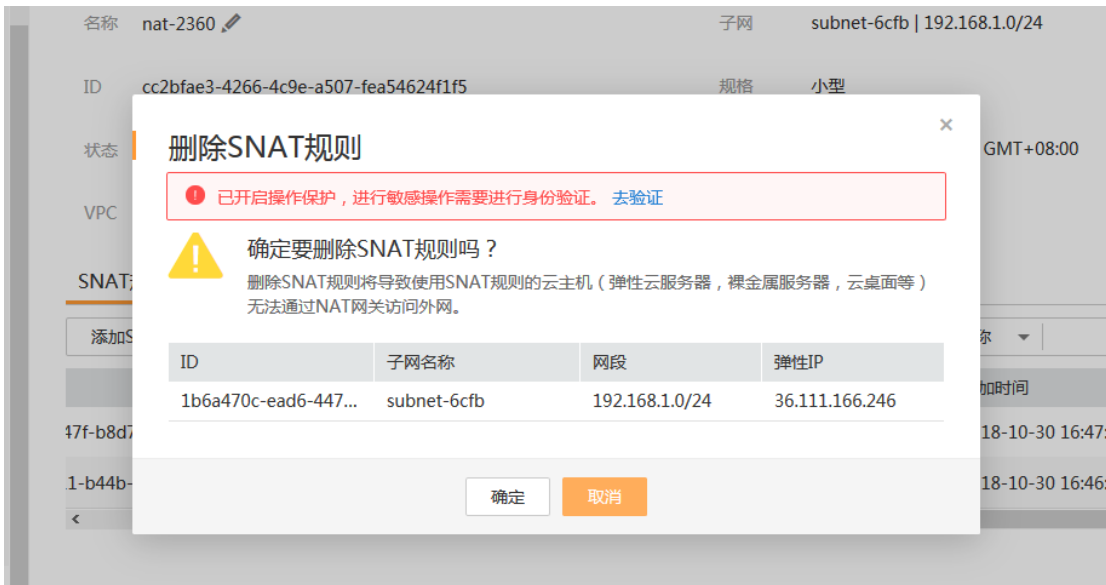 名称 nat-2360 子网 subnet-6cfb | 192.168.1.0/24
ID cc2bfae3-4266-4c9e-a507-fea54624f1f5 规格 小型
删除SNAT规则 ×
状态 GMT+08:00
已开启操作保护，进行敏感操作需要进行身份验证。 去验证
VPC
确定要删除SNAT规则吗？
SNAT
删除SNAT规则将导致使用SNAT规则的云主机（弹性云服务器，裸金属服务器，云桌面等）
无法通过NAT网关访问外网。
添加S 称
ID 子网名称 网段 弹性IP
加时间
1b6a470c-ead6-447... subnet-6cfb 192.168.1.0/24 36.111.166.246
47f-b8d7 18-10-30 16:47:
1-b44b- 18-10-30 16:46:
确定 取消